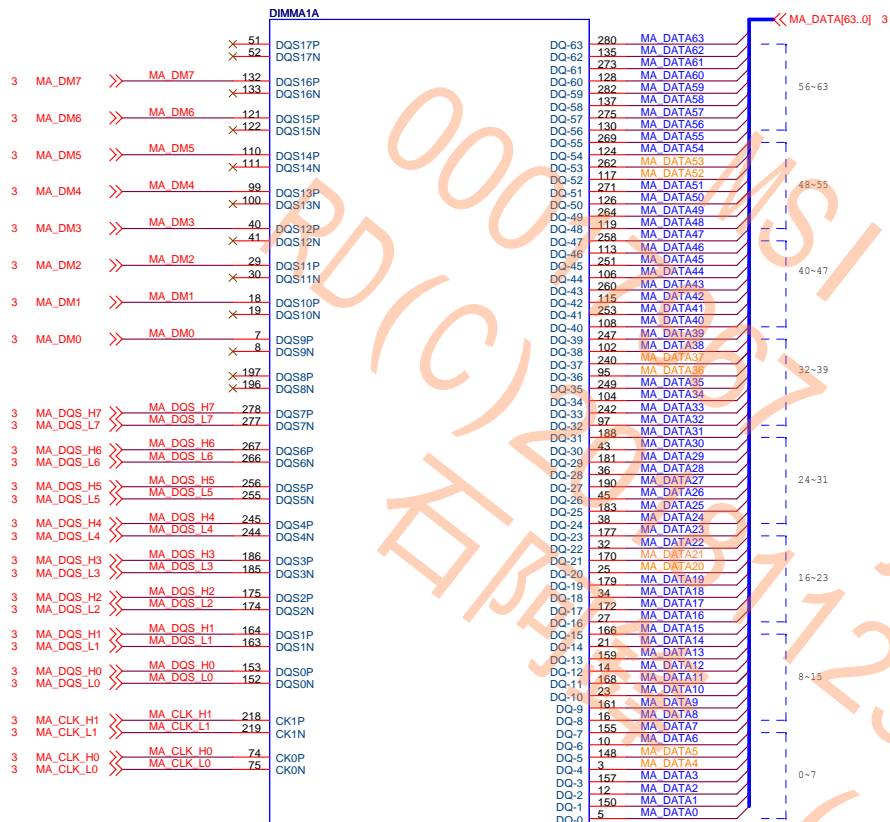 DIMMA1A
51 DQS17P
52 DQS17N
3 MA_DM7 MA_DM7 132 DQS16P
133 DQS16N
3 MA_DM6 MA_DM6 121 DQS15P
122 DQS15N
3 MA_DM5 MA_DM5 110 DQS14P
111 DQS14N
3 MA_DM4 MA_DM4 99 DQS13P
100 DQS13N
3 MA_DM3 MA_DM3 40 DQS12P
41 DQS12N
3 MA_DM2 MA_DM2 29 DQS11P
30 DQS11N
3 MA_DM1 MA_DM1 18 DQS10P
19 DQS10N
3 MA_DM0 MA_DM0 7 DQS9P
8 DQS9N
197 DQS8P
196 DQS8N
3 MA_DQS_H7 MA_DQS_H7 278 DQS7P
3 MA_DQS_L7 MA_DQS_L7 277 DQS7N
3 MA_DQS_H6 MA_DQS_H6 267 DQS6P
3 MA_DQS_L6 MA_DQS_L6 266 DQS6N
3 MA_DQS_H5 MA_DQS_H5 256 DQS5P
3 MA_DQS_L5 MA_DQS_L5 255 DQS5N
3 MA_DQS_H4 MA_DQS_H4 245 DQS4P
3 MA_DQS_L4 MA_DQS_L4 244 DQS4N
3 MA_DQS_H3 MA_DQS_H3 186 DQS3P
3 MA_DQS_L3 MA_DQS_L3 185 DQS3N
3 MA_DQS_H2 MA_DQS_H2 175 DQS2P
3 MA_DQS_L2 MA_DQS_L2 174 DQS2N
3 MA_DQS_H1 MA_DQS_H1 164 DQS1P
3 MA_DQS_L1 MA_DQS_L1 163 DQS1N
3 MA_DQS_H0 MA_DQS_H0 153 DQS0P
3 MA_DQS_L0 MA_DQS_L0 152 DQS0N
3 MA_CLK_H1 MA_CLK_H1 218 CK1P
3 MA_CLK_L1 MA_CLK_L1 219 CK1N
3 MA_CLK_H0 MA_CLK_H0 74 CK0P
3 MA_CLK_L0 MA_CLK_L0 75 CK0N
MA_DATA[63..0] 3
DQ-63 280 MA_DATA63
DQ-62 135 MA_DATA62
DQ-61 273 MA_DATA61
DQ-60 128 MA_DATA60
DQ-59 282 MA_DATA59
DQ-58 137 MA_DATA58
DQ-57 275 MA_DATA57
DQ-56 130 MA_DATA56
DQ-55 269 MA_DATA55
DQ-54 124 MA_DATA54
DQ-53 262 MA_DATA53
DQ-52 117 MA_DATA52
DQ-51 271 MA_DATA51
DQ-50 126 MA_DATA50
DQ-49 264 MA_DATA49
DQ-48 119 MA_DATA48
DQ-47 258 MA_DATA47
DQ-46 113 MA_DATA46
DQ-45 251 MA_DATA45
DQ-44 106 MA_DATA44
DQ-43 260 MA_DATA43
DQ-42 115 MA_DATA42
DQ-41 253 MA_DATA41
DQ-40 108 MA_DATA40
DQ-39 247 MA_DATA39
DQ-38 102 MA_DATA38
DQ-37 240 MA_DATA37
DQ-36 95 MA_DATA36
DQ-35 249 MA_DATA35
DQ-34 104 MA_DATA34
DQ-33 242 MA_DATA33
DQ-32 97 MA_DATA32
DQ-31 188 MA_DATA31
DQ-30 43 MA_DATA30
DQ-29 181 MA_DATA29
DQ-28 36 MA_DATA28
DQ-27 190 MA_DATA27
DQ-26 45 MA_DATA26
DQ-25 183 MA_DATA25
DQ-24 38 MA_DATA24
DQ-23 177 MA_DATA23
DQ-22 32 MA_DATA22
DQ-21 170 MA_DATA21
DQ-20 25 MA_DATA20
DQ-19 179 MA_DATA19
DQ-18 34 MA_DATA18
DQ-17 172 MA_DATA17
DQ-16 27 MA_DATA16
DQ-15 166 MA_DATA15
DQ-14 21 MA_DATA14
DQ-13 159 MA_DATA13
DQ-12 14 MA_DATA12
DQ-11 168 MA_DATA11
DQ-10 23 MA_DATA10
DQ-9 161 MA_DATA9
DQ-8 16 MA_DATA8
DQ-7 155 MA_DATA7
DQ-6 10 MA_DATA6
DQ-5 148 MA_DATA5
DQ-4 3 MA_DATA4
DQ-3 157 MA_DATA3
DQ-2 12 MA_DATA2
DQ-1 150 MA_DATA1
DQ-0 5 MA_DATA0
56~63
48~55
40~47
32~39
24~31
16~23
8~15
0~7
MSI